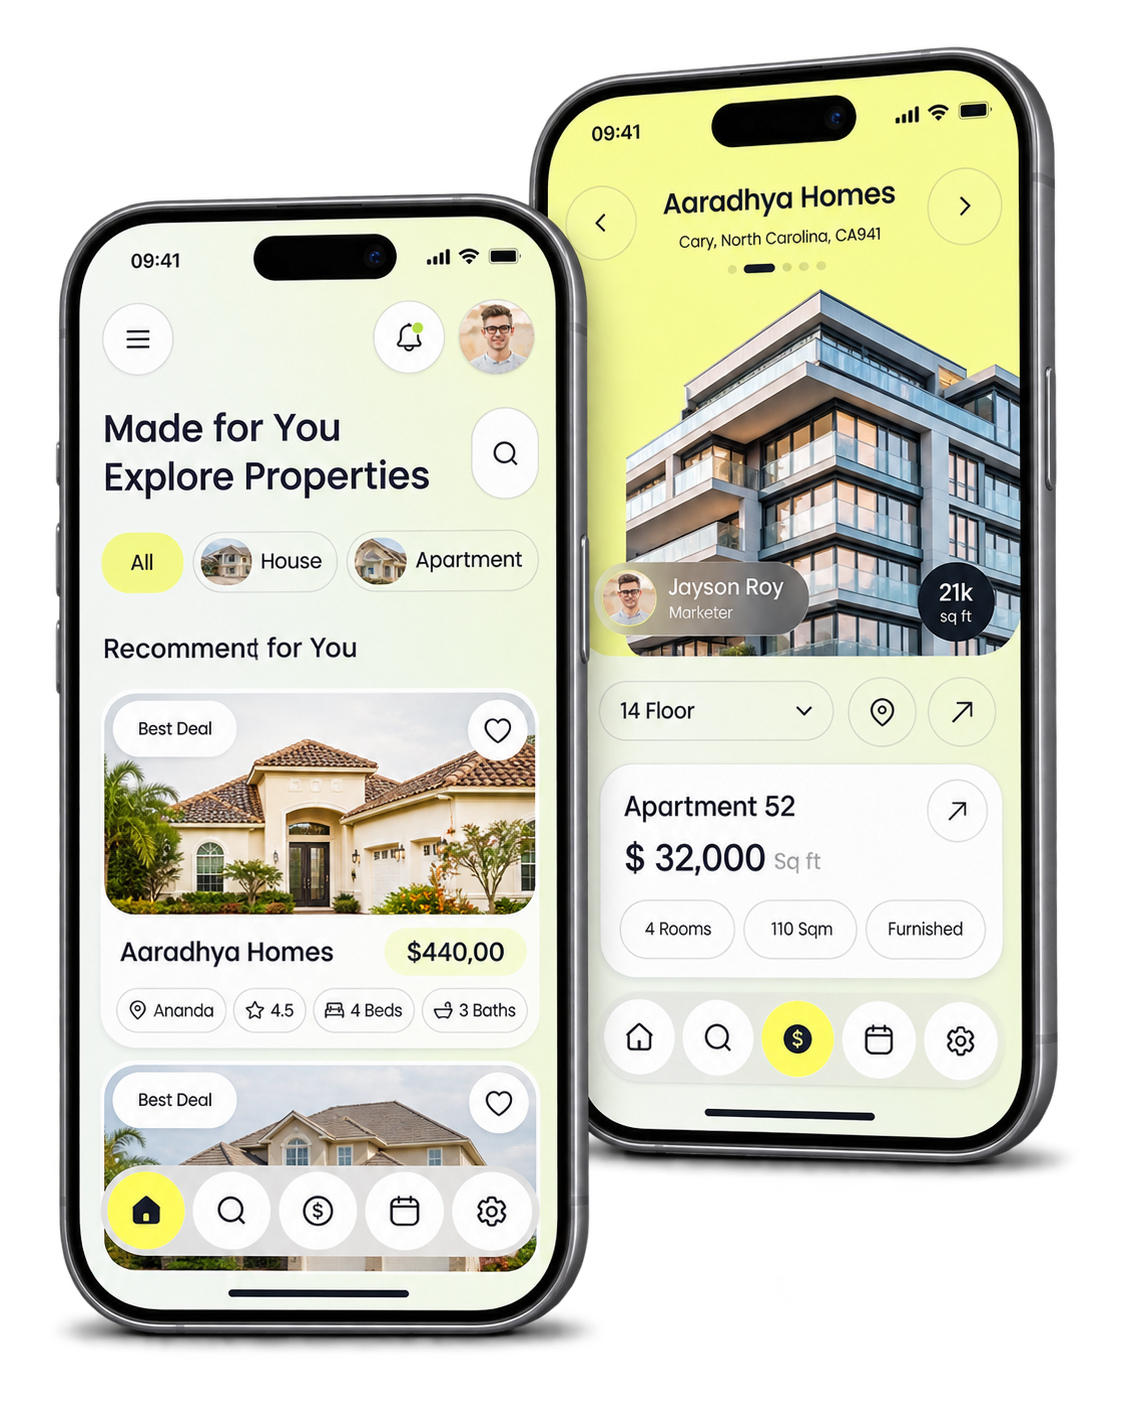 09:41
Made for You
Explore Properties
All
House
Apartment
Recomment for You
Best Deal
Aaradhya Homes
$440,00
Ananda
4.5
4 Beds
3 Baths
Best Deal
$
09:41
Aaradhya Homes
Cary, North Carolina, CA941
Jayson Roy
Marketer
21k
sq ft
14 Floor
Apartment 52
$ 32,000 Sq ft
4 Rooms
110 Sqm
Furnished
$